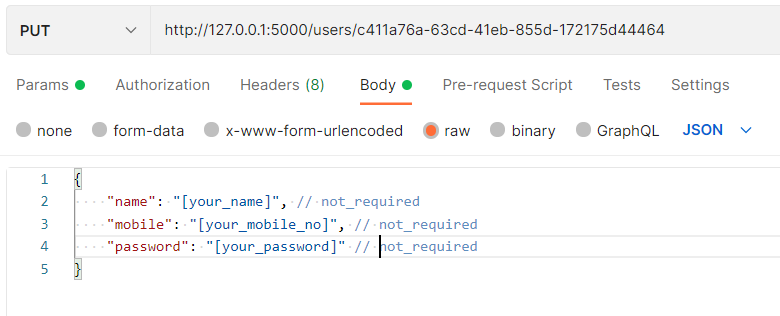 PUT http://127.0.0.1:5000/users/c411a76a-63cd-41eb-855d-172175d44464
Params Authorization Headers (8) Body Pre-request Script Tests Settings
none form-data x-www-form-urlencoded raw binary GraphQL JSON
1 {
2 "name": "[your_name]", // not_required
3 "mobile": "[your_mobile_no]", // not_required
4 "password": "[your_password]" // not_required
5 }